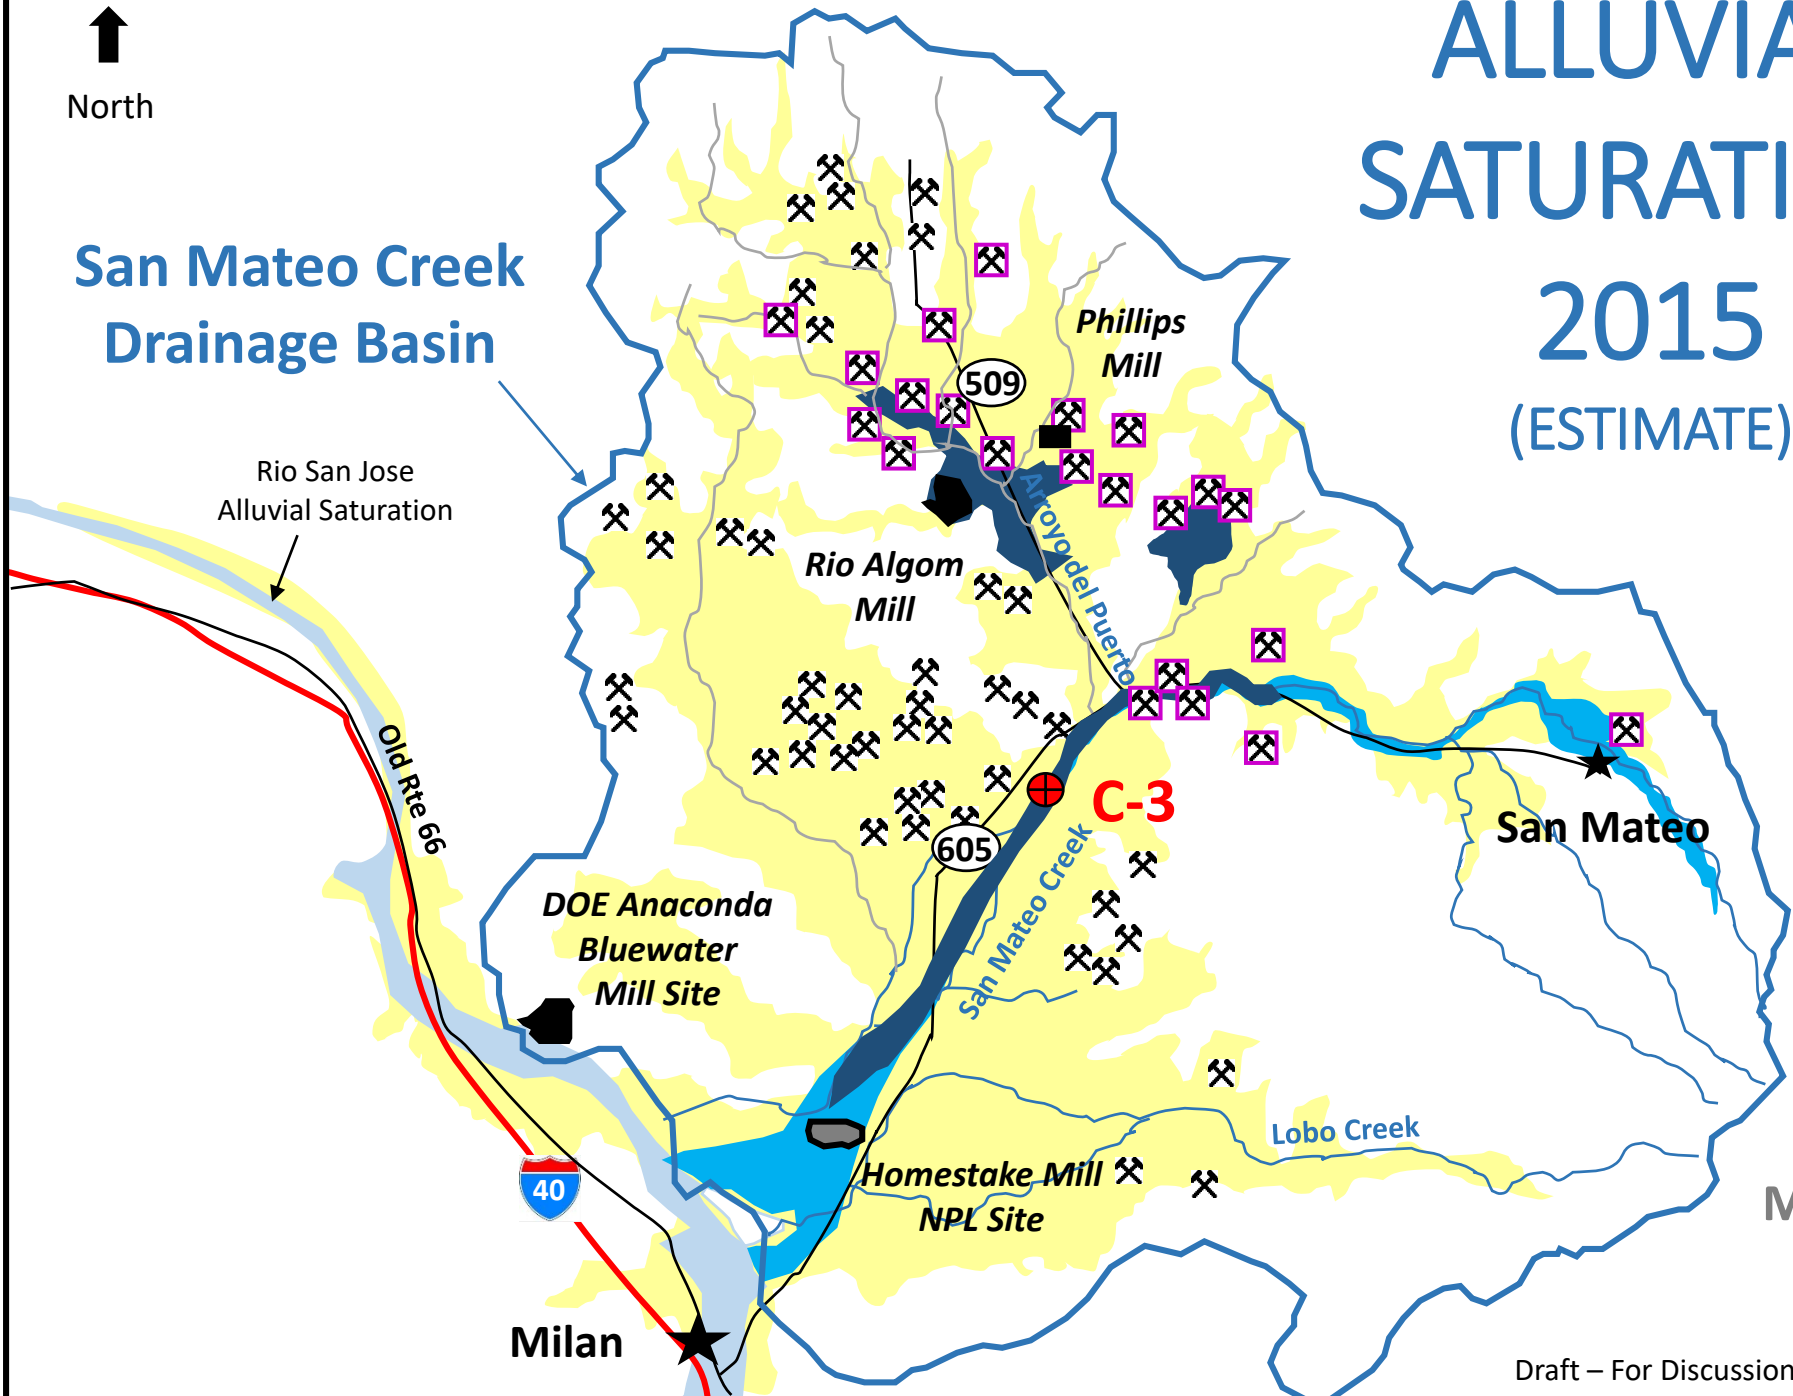 North
ALLUVIA
SATURATI
2015
(ESTIMATE)
San Mateo Creek
Drainage Basin
Phillips
Mill
509
Rio San Jose
Alluvial Saturation
Arroyo del Puerto
Rio Algom
Mill
Old Rte 66
C-3
San Mateo
605
San Mateo Creek
DOE Anaconda
Bluewater
Mill Site
Lobo Creek
40
Homestake Mill
NPL Site
M
Milan
Draft – For Discussion